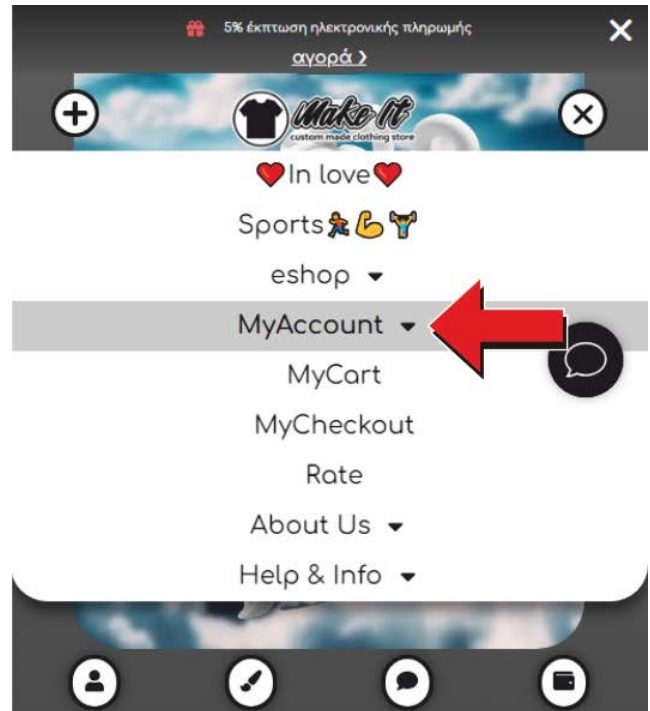 5% έκπτωση ηλεκτρονικής πληρωμής
αγορά ❯
Make It
custom made clothing store
❤️In love❤️
Sports🏃💪🏋️
eshop
MyAccount
MyCart
MyCheckout
Rate
About Us
Help & Info